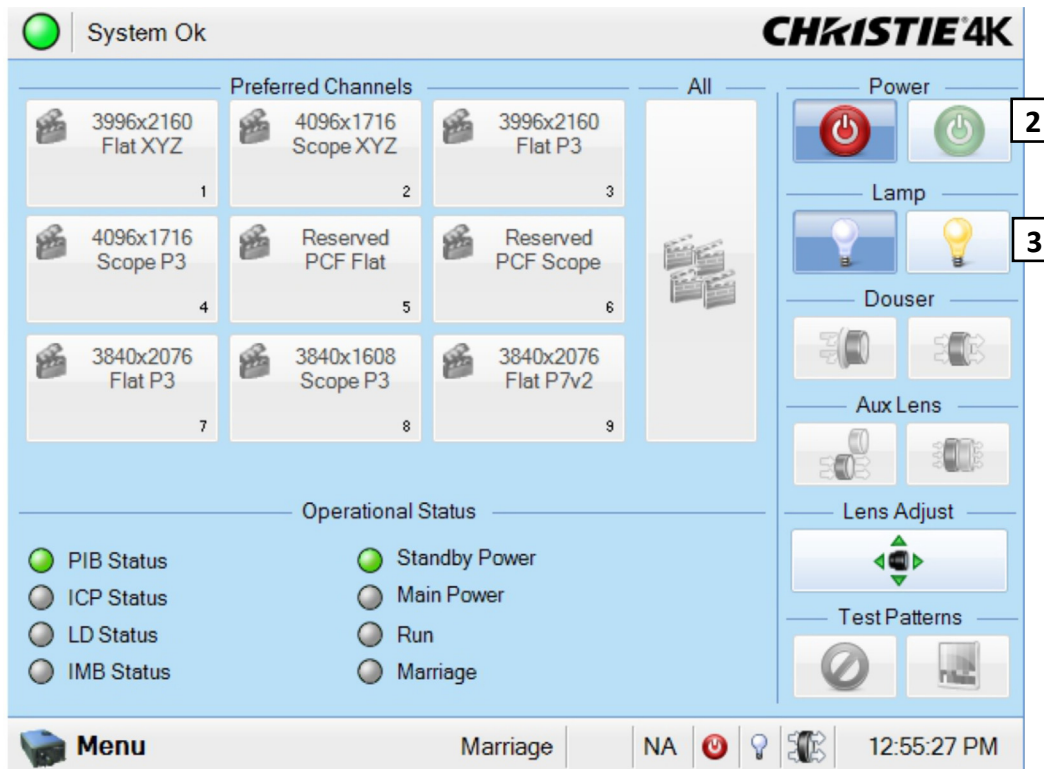 System Ok
CHRISTIE 4K
Preferred Channels
All
Power
3996x2160
Flat XYZ
1
4096x1716
Scope XYZ
2
3996x2160
Flat P3
3
2
Lamp
3
4096x1716
Scope P3
4
Reserved
PCF Flat
5
Reserved
PCF Scope
6
Douser
3840x2076
Flat P3
7
3840x1608
Scope P3
8
3840x2076
Flat P7v2
9
Aux Lens
Operational Status
Lens Adjust
PIB Status
Standby Power
ICP Status
Main Power
LD Status
Run
IMB Status
Marriage
Test Patterns
Menu
Marriage
NA
12:55:27 PM